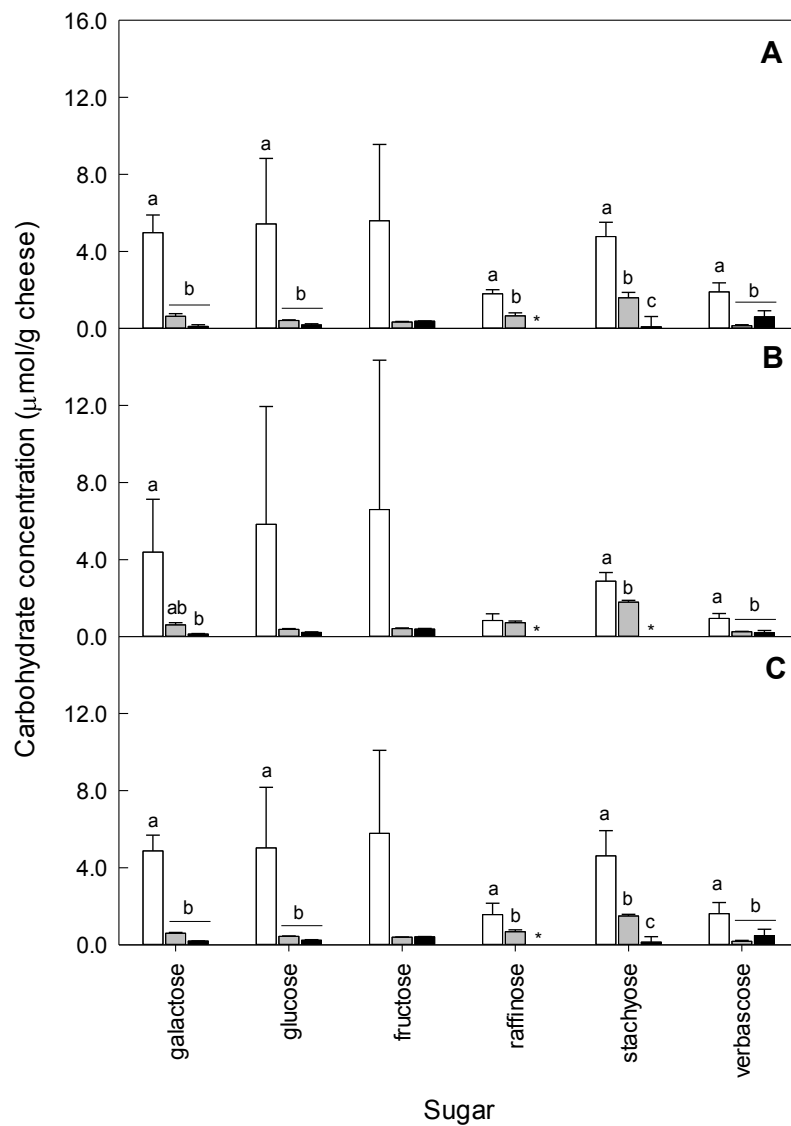 16.0
A
12.0
Carbohydrate concentration (μmol/g cheese)
8.0
a
a
a
a
4.0
a
b
b
b
b
c
b
*
0.0
B
12.0
8.0
a
4.0
a
ab
b
b
a
b
*
*
0.0
C
12.0
8.0
a
a
a
4.0
a
a
b
b
b
b
c
b
*
0.0
galactose
glucose
fructose
raffinose
stachyose
verbascose
Sugar